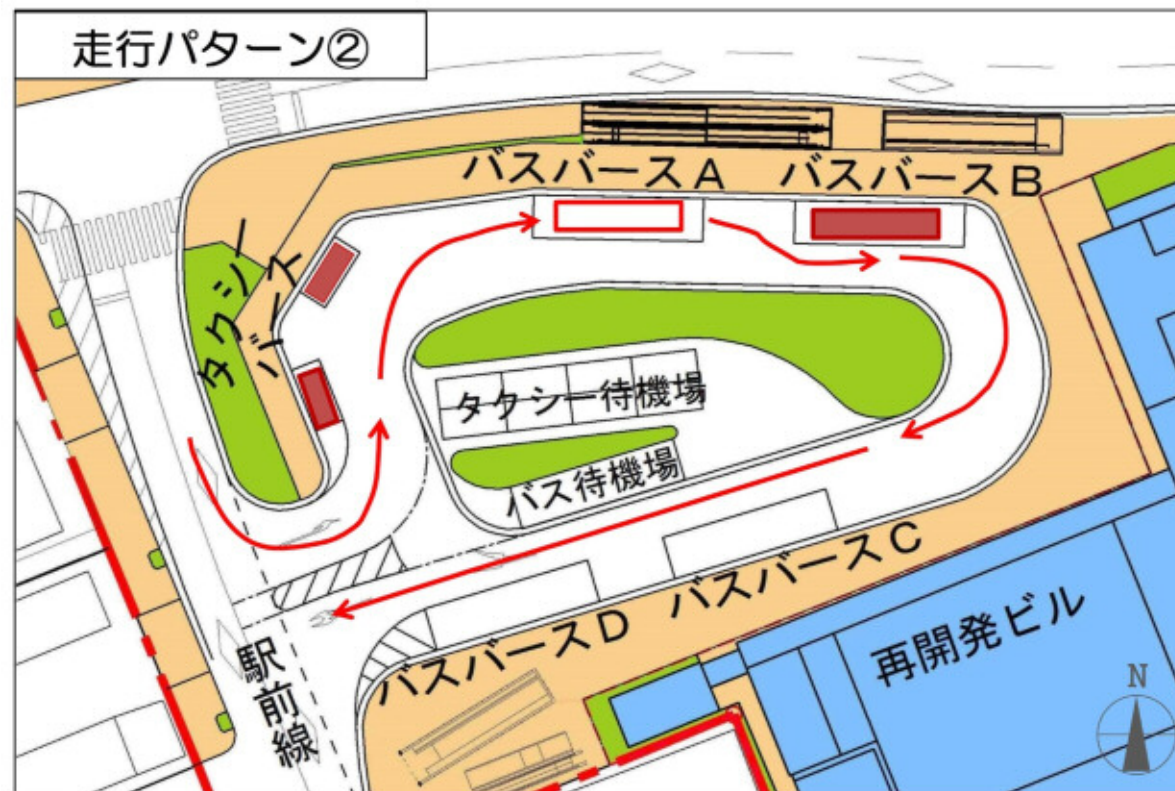 走行パターン②
バスバースA
バスバースB
タクシー
バース
タクシー待機場
バス待機場
バスバースC
バスバースD
再開発ビル
駅前線
N